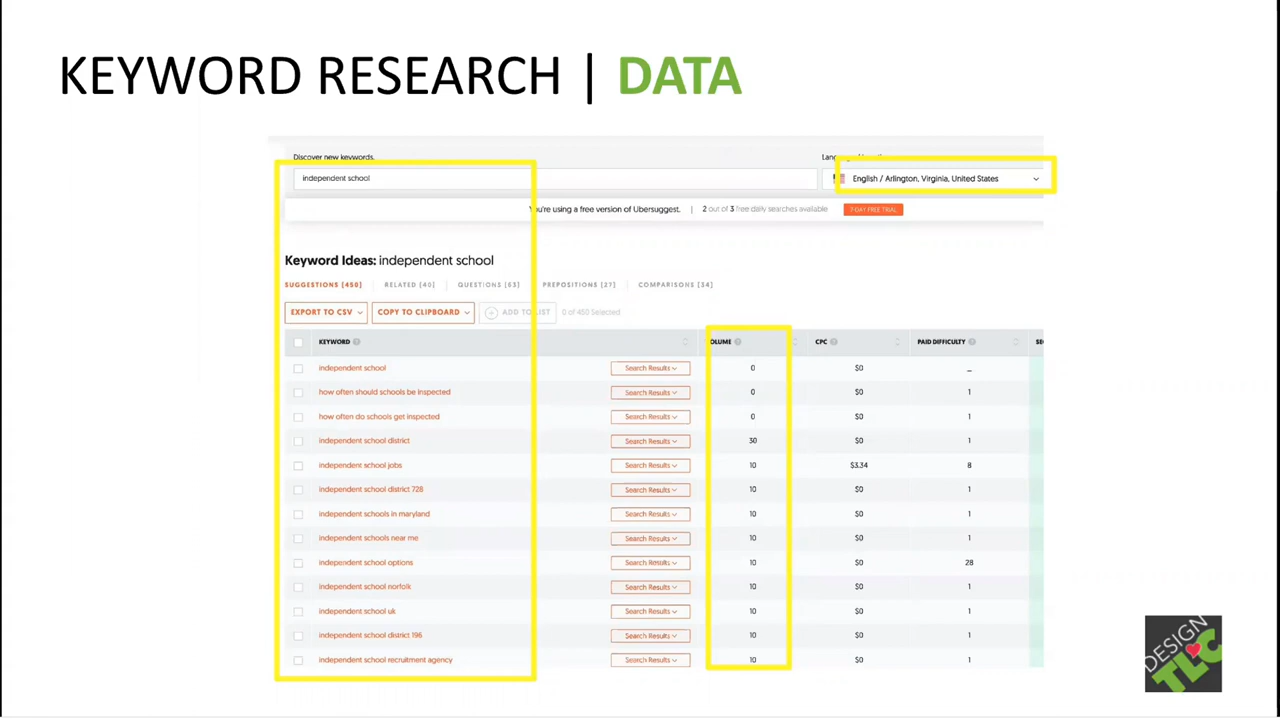 KEYWORD RESEARCH | DATA
Discover new keywords.
independent school
English / Arlington, Virginia, United States
You're using a free version of Ubersuggest. | 2 out of 3 free daily searches available 7 DAY FREE TRIAL
Keyword Ideas: independent school
SUGGESTIONS [450] RELATED [40] QUESTIONS [63] PREPOSITIONS [27] COMPARISONS [34]
EXPORT TO CSV COPY TO CLIPBOARD ADD TO LIST 0 of 450 Selected
KEYWORD VOLUME CPC PAID DIFFICULTY
independent school Search Results 0 $0 _
how often should schools be inspected Search Results 0 $0 1
how often do schools get inspected Search Results 0 $0 1
independent school district Search Results 30 $0 1
independent school jobs Search Results 10 $3.34 8
independent school district 728 Search Results 10 $0 1
independent schools in maryland Search Results 10 $0 1
independent schools near me Search Results 10 $0 1
independent school options Search Results 10 $0 28
independent school norfolk Search Results 10 $0 1
independent school uk Search Results 10 $0 1
independent school district 196 Search Results 10 $0 1
independent school recruitment agency Search Results 10 $0 1
DESIGN
TLC